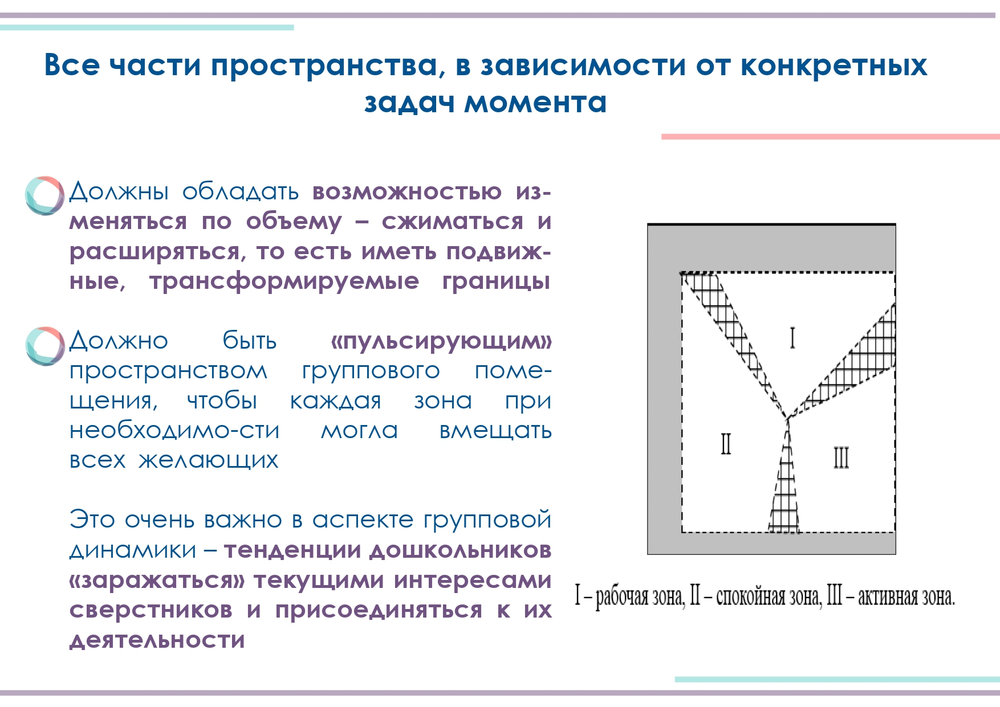 Все части пространства, в зависимости от конкретных
задач момента
Должны обладать возможностью из-
меняться по объему – сжиматься и
расширяться, то есть иметь подвиж-
ные, трансформируемые границы
Должно быть «пульсирующим»
пространством группового поме-
щения, чтобы каждая зона при
необходимо-сти могла вмещать
всех желающих
Это очень важно в аспекте групповой
динамики – тенденции дошкольников
«заражаться» текущими интересами
сверстников и присоединяться к их
деятельности
I
II
III
I – рабочая зона, II – спокойная зона, III – активная зона.